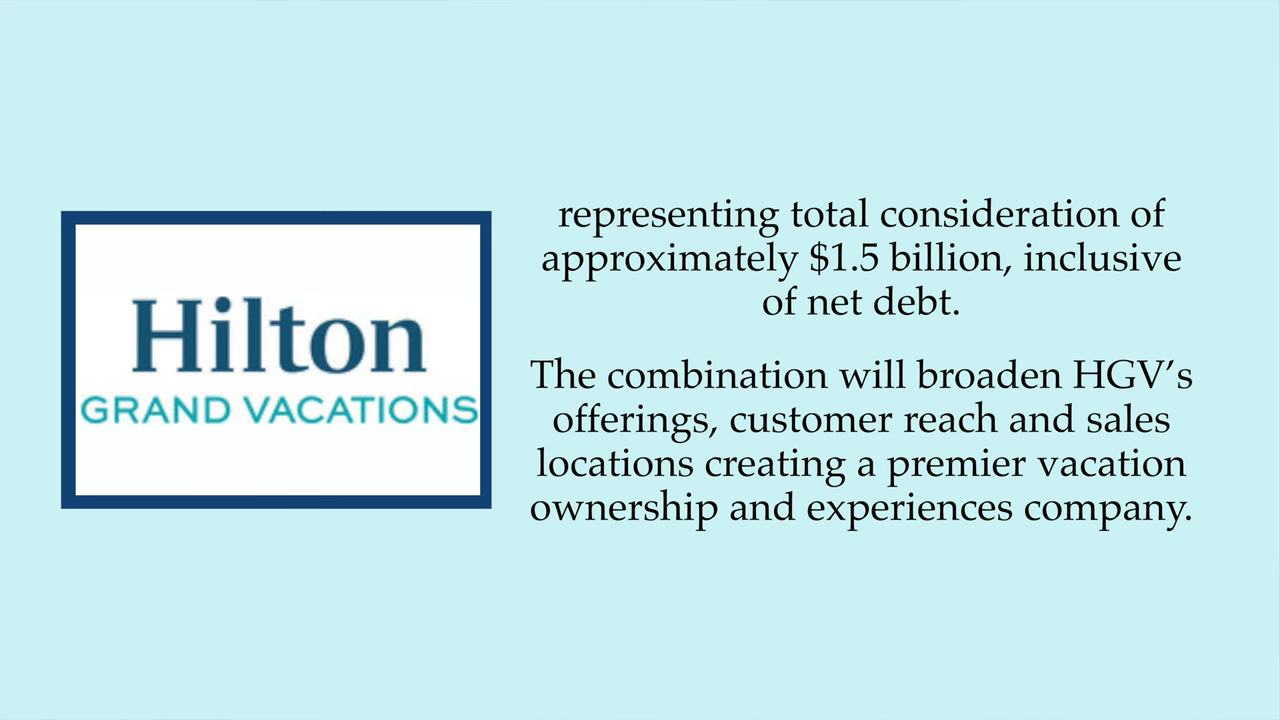 Hilton
GRAND VACATIONS
representing total consideration of
approximately $1.5 billion, inclusive
of net debt.
The combination will broaden HGV’s
offerings, customer reach and sales
locations creating a premier vacation
ownership and experiences company.